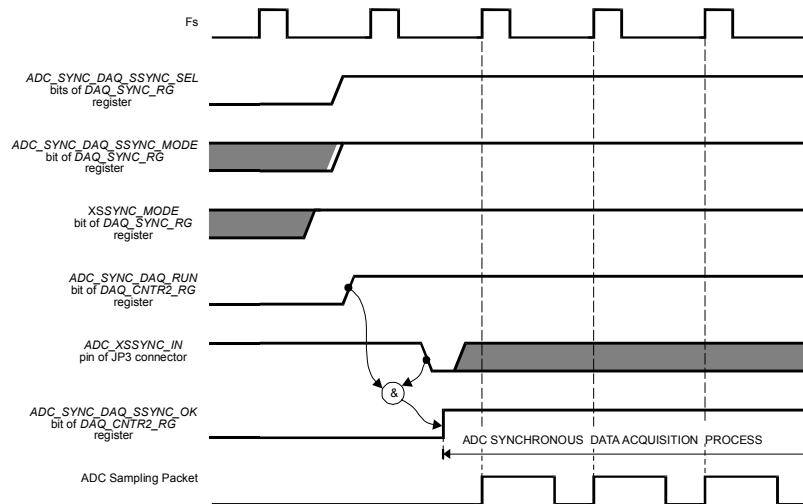 Fs
ADC_SYNC_DAQ_SSYNC_SEL
bits of DAQ_SYNC_RG
register
ADC_SYNC_DAQ_SSYNC_MODE
bit of DAQ_SYNC_RG
register
XSSYNC_MODE
bit of DAQ_SYNC_RG
register
ADC_SYNC_DAQ_RUN
bit of DAQ_CNTR2_RG
register
ADC_XSSYNC_IN
pin of JP3 connector
&
ADC_SYNC_DAQ_SSYNC_OK
bit of DAQ_CNTR2_RG
register
ADC SYNCHRONOUS DATA ACQUISITION PROCESS
ADC Sampling Packet